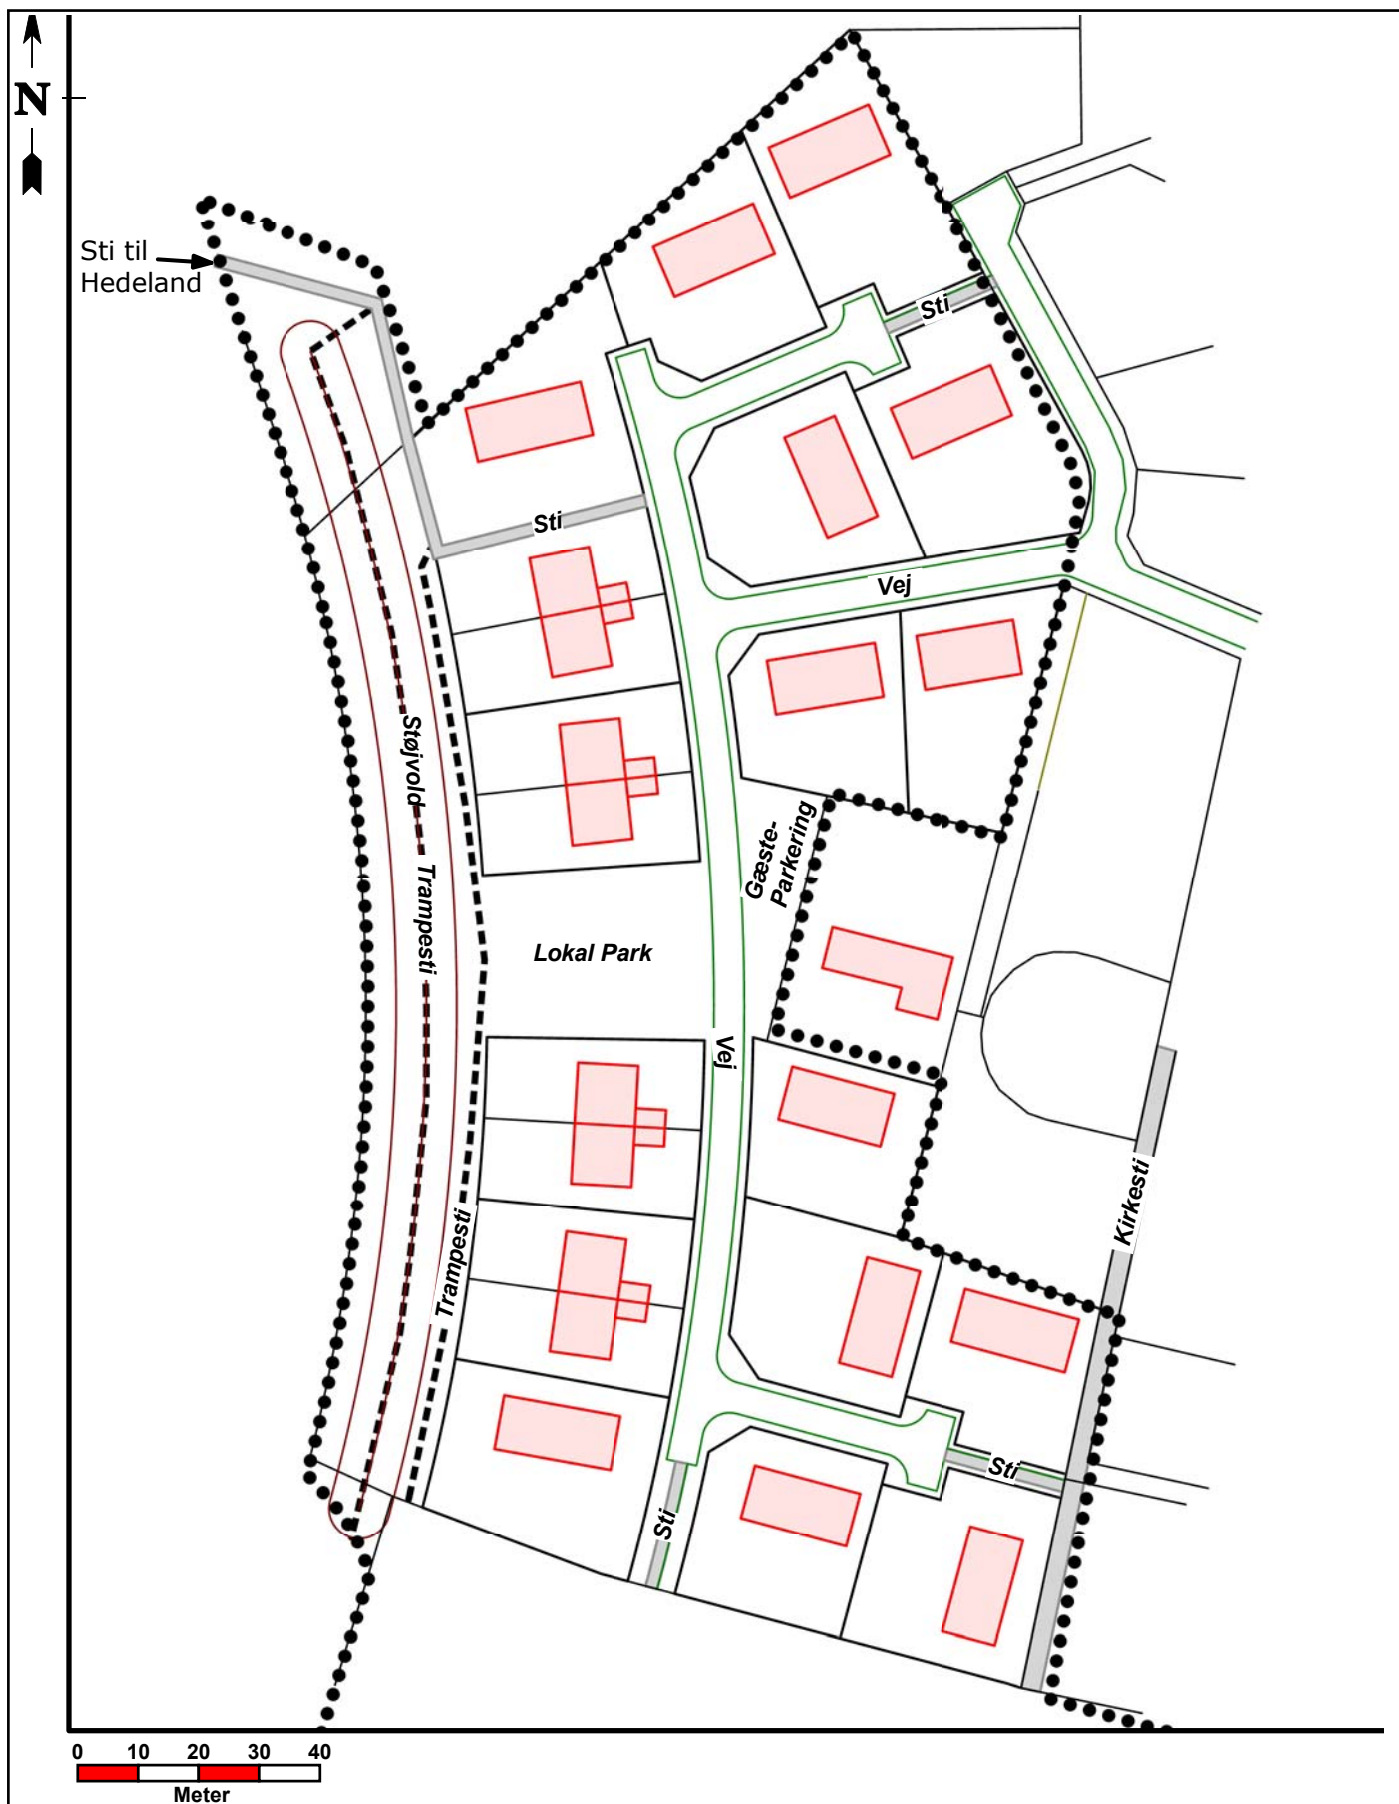 N
Sti til
Hedeland
Sti
Sti
Vej
Støjvold
Trampesti
Gæste-
Parkering
Lokal Park
Vej
Kirkesti
Trampesti
Sti
Sti
0 10 20 30 40
Meter